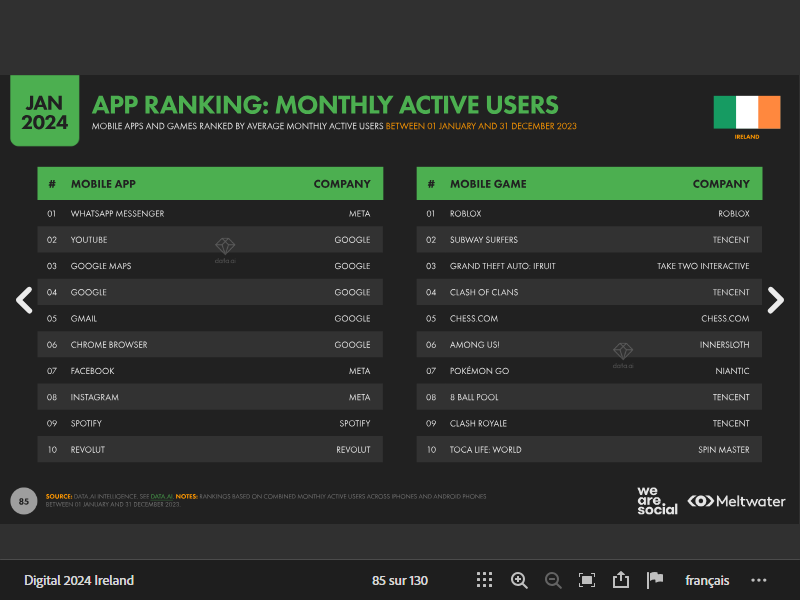 JAN
2024
APP RANKING: MONTHLY ACTIVE USERS
MOBILE APPS AND GAMES RANKED BY AVERAGE MONTHLY ACTIVE USERS BETWEEN 01 JANUARY AND 31 DECEMBER 2023
IRELAND
# MOBILE APP COMPANY
01 WHATSAPP MESSENGER META
02 YOUTUBE GOOGLE
03 GOOGLE MAPS GOOGLE
04 GOOGLE GOOGLE
05 GMAIL GOOGLE
06 CHROME BROWSER GOOGLE
07 FACEBOOK META
08 INSTAGRAM META
09 SPOTIFY SPOTIFY
10 REVOLUT REVOLUT
data.ai
# MOBILE GAME COMPANY
01 ROBLOX ROBLOX
02 SUBWAY SURFERS TENCENT
03 GRAND THEFT AUTO: IFRUIT TAKE TWO INTERACTIVE
04 CLASH OF CLANS TENCENT
05 CHESS.COM CHESS.COM
06 AMONG US! INNERSLOTH
07 POKÉMON GO NIANTIC
08 8 BALL POOL TENCENT
09 CLASH ROYALE TENCENT
10 TOCA LIFE: WORLD SPIN MASTER
data.ai
85
SOURCE: DATA.AI INTELLIGENCE. SEE DATA.AI. NOTES: RANKINGS BASED ON COMBINED MONTHLY ACTIVE USERS ACROSS IPHONES AND ANDROID PHONES
BETWEEN 01 JANUARY AND 31 DECEMBER 2023.
we
are.
social
Meltwater
Digital 2024 Ireland
85 sur 130
français